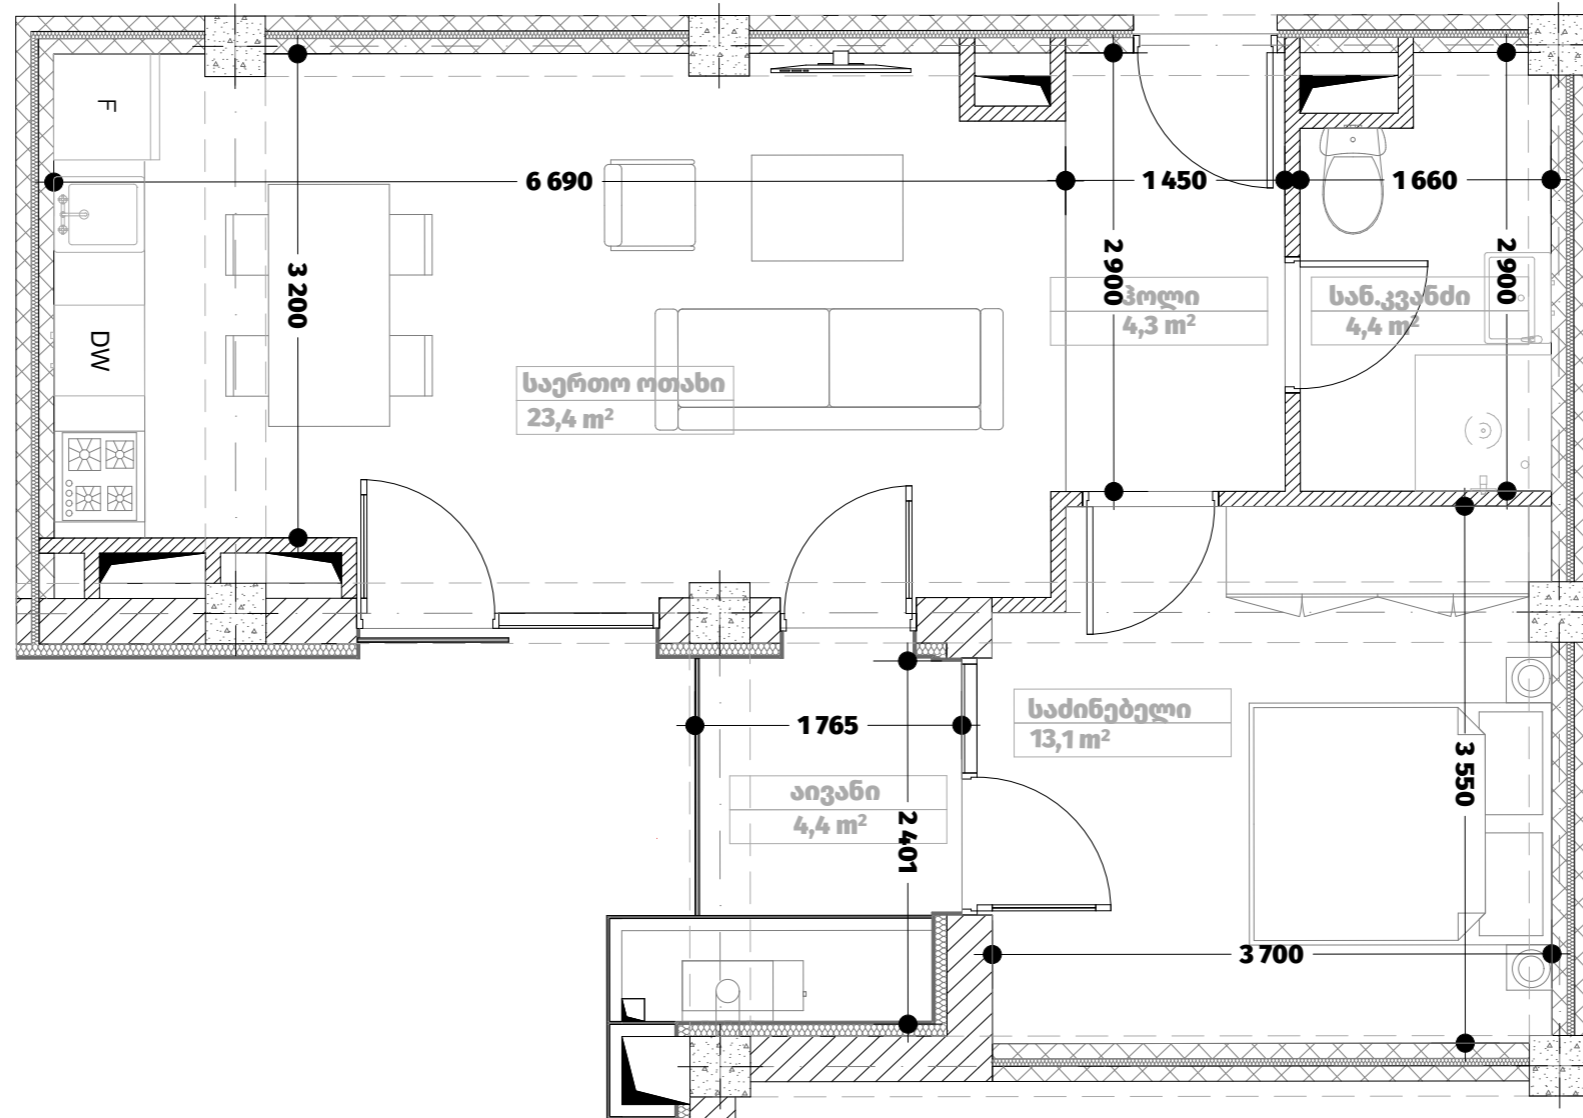 F
6 690
1 450
1 660
3 200
2 900
2 900
ჰოლი
4,3 m²
სან.კვანძი
4,4 m²
DW
საერთო ოთახი
23,4 m²
1 765
საძინებელი
13,1 m²
3 550
აივანი
4,4 m²
2 401
3 700